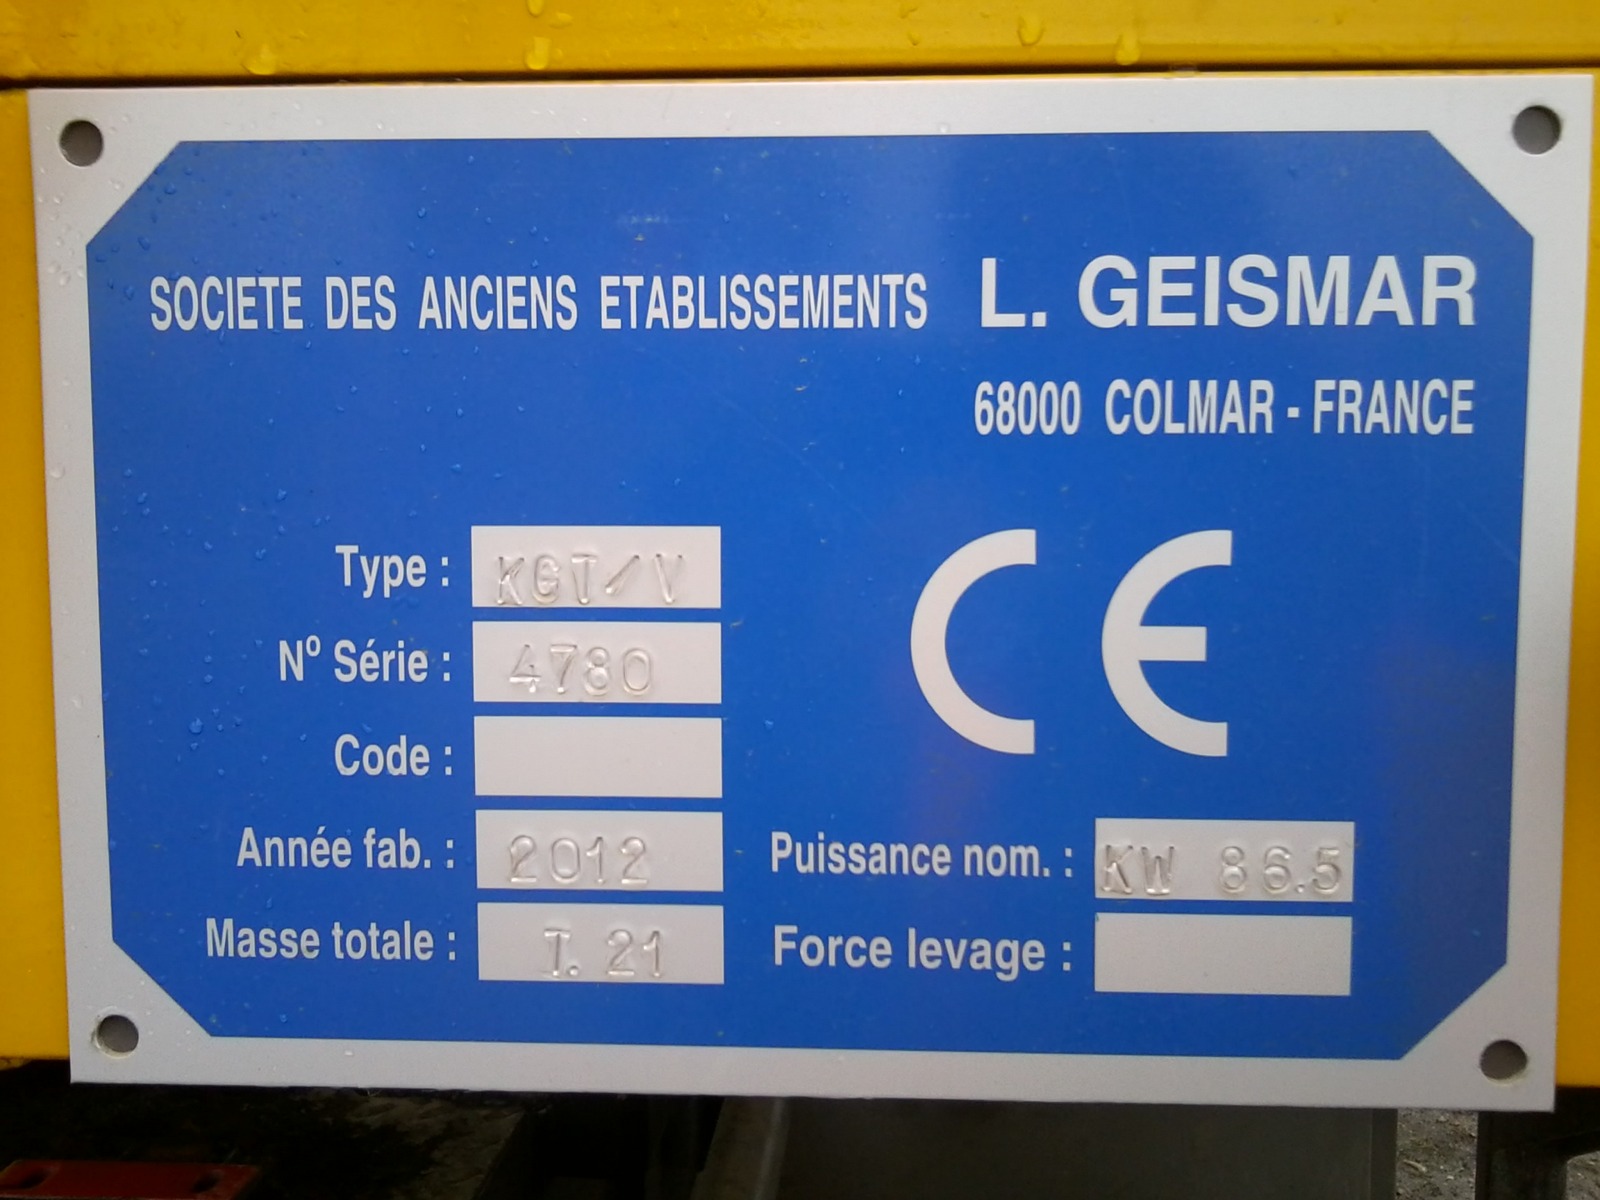 SOCIETE DES ANCIENS ETABLISSEMENTS L. GEISMAR
68000 COLMAR - FRANCE
CE
Type : KGT/V
Nº Série : 4780
Code :
Année fab. : 2012
Puissance nom. : KW 86.5
Masse totale : T. 21
Force levage :